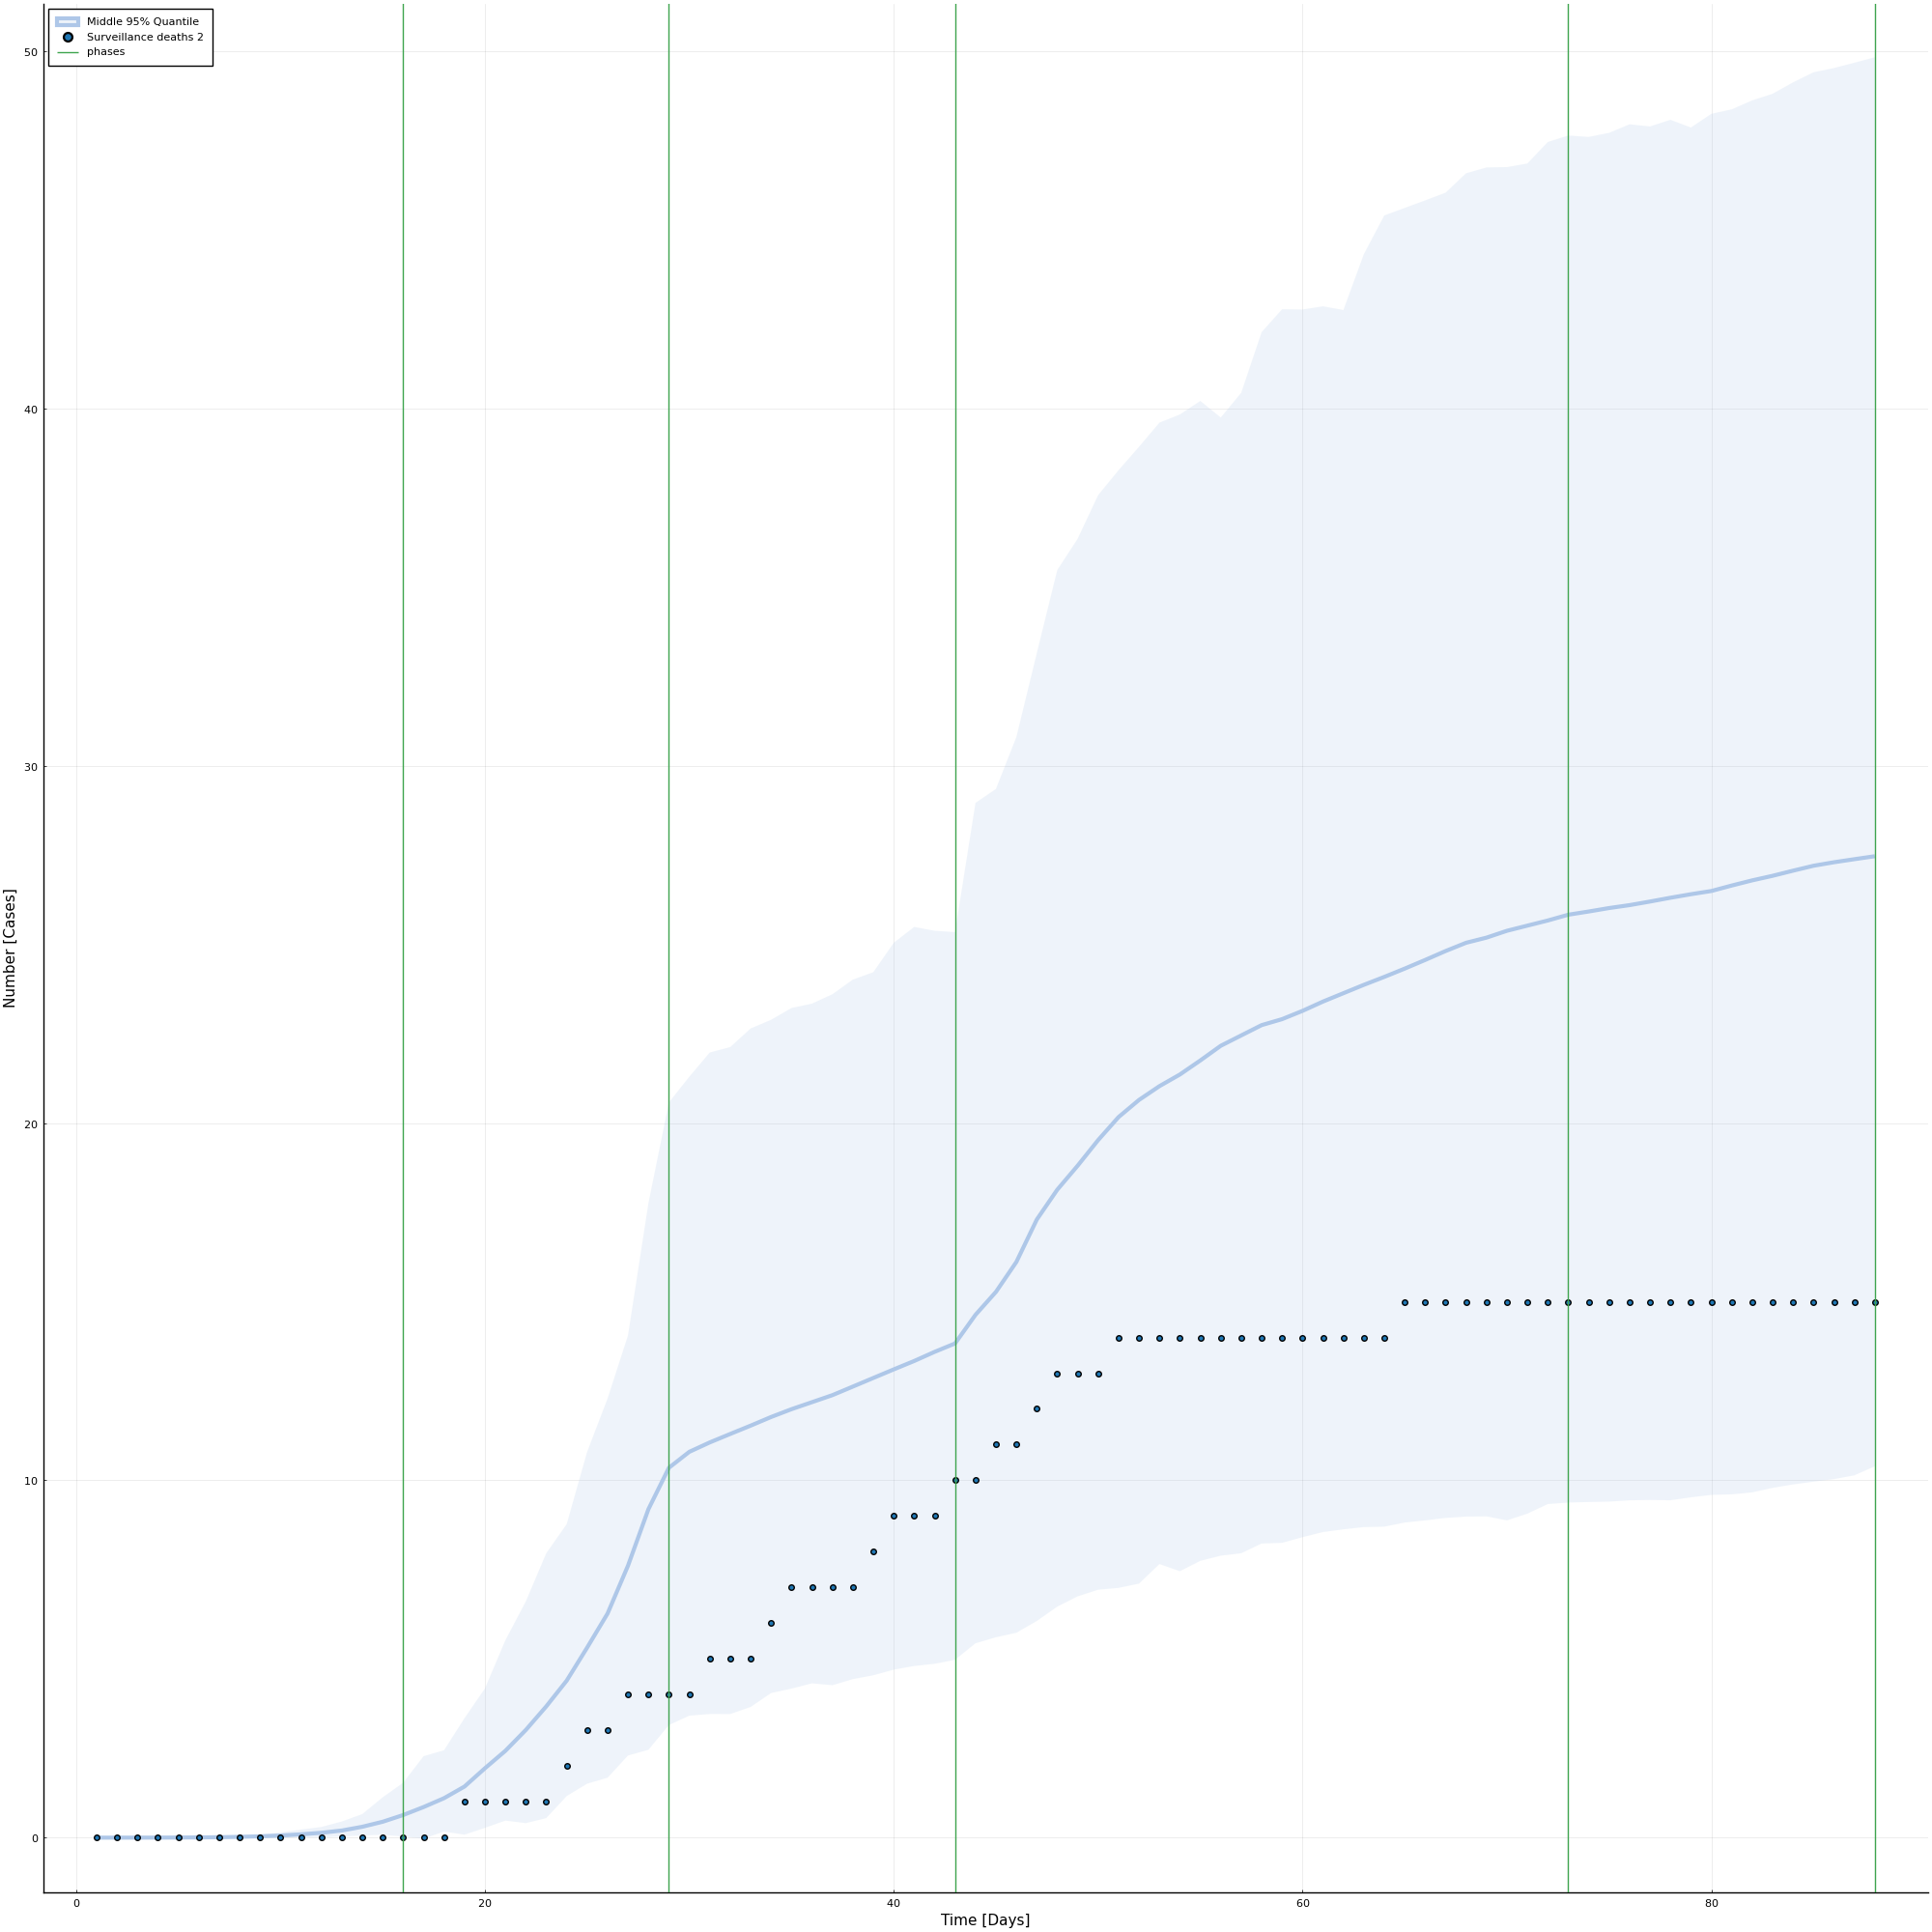 Middle 95% Quantile
Surveillance deaths 2
phases
50
40
30
20
10
0
Number [Cases]
0 20 40 60 80
Time [Days]